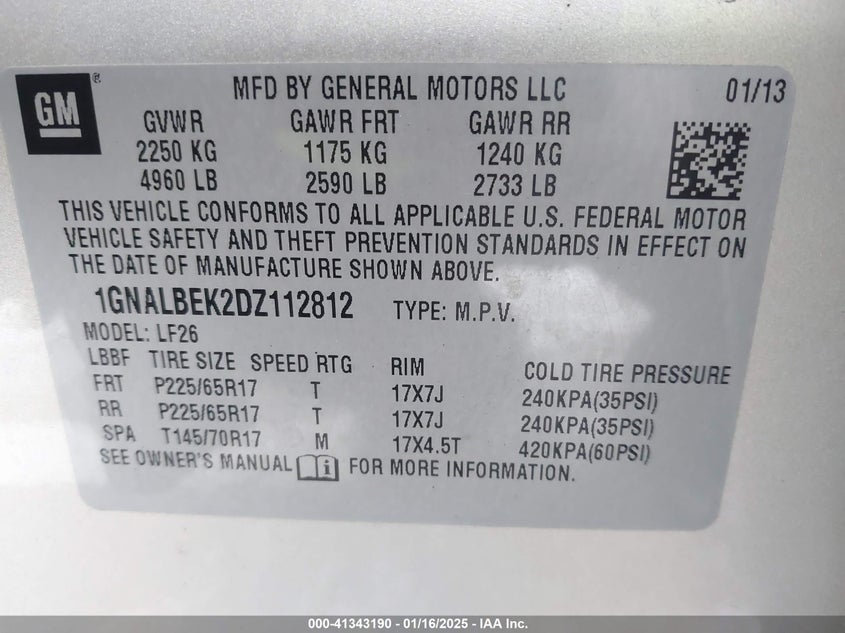 GM ® MFD BY GENERAL MOTORS LLC 01/13
GVWR GAWR FRT GAWR RR
2250 KG 1175 KG 1240 KG
4960 LB 2590 LB 2733 LB
THIS VEHICLE CONFORMS TO ALL APPLICABLE U.S. FEDERAL MOTOR
VEHICLE SAFETY AND THEFT PREVENTION STANDARDS IN EFFECT ON
THE DATE OF MANUFACTURE SHOWN ABOVE.
1GNALBEK2DZ112812 TYPE: M.P.V.
MODEL: LF26
LBBF TIRE SIZE SPEED RTG RIM COLD TIRE PRESSURE
FRT P225/65R17 T 17X7J 240KPA(35PSI)
RR P225/65R17 T 17X7J 240KPA(35PSI)
SPA T145/70R17 M 17X4.5T 420KPA(60PSI)
SEE OWNER'S MANUAL i FOR MORE INFORMATION.
000-41343190 - 01/16/2025 - IAA Inc.